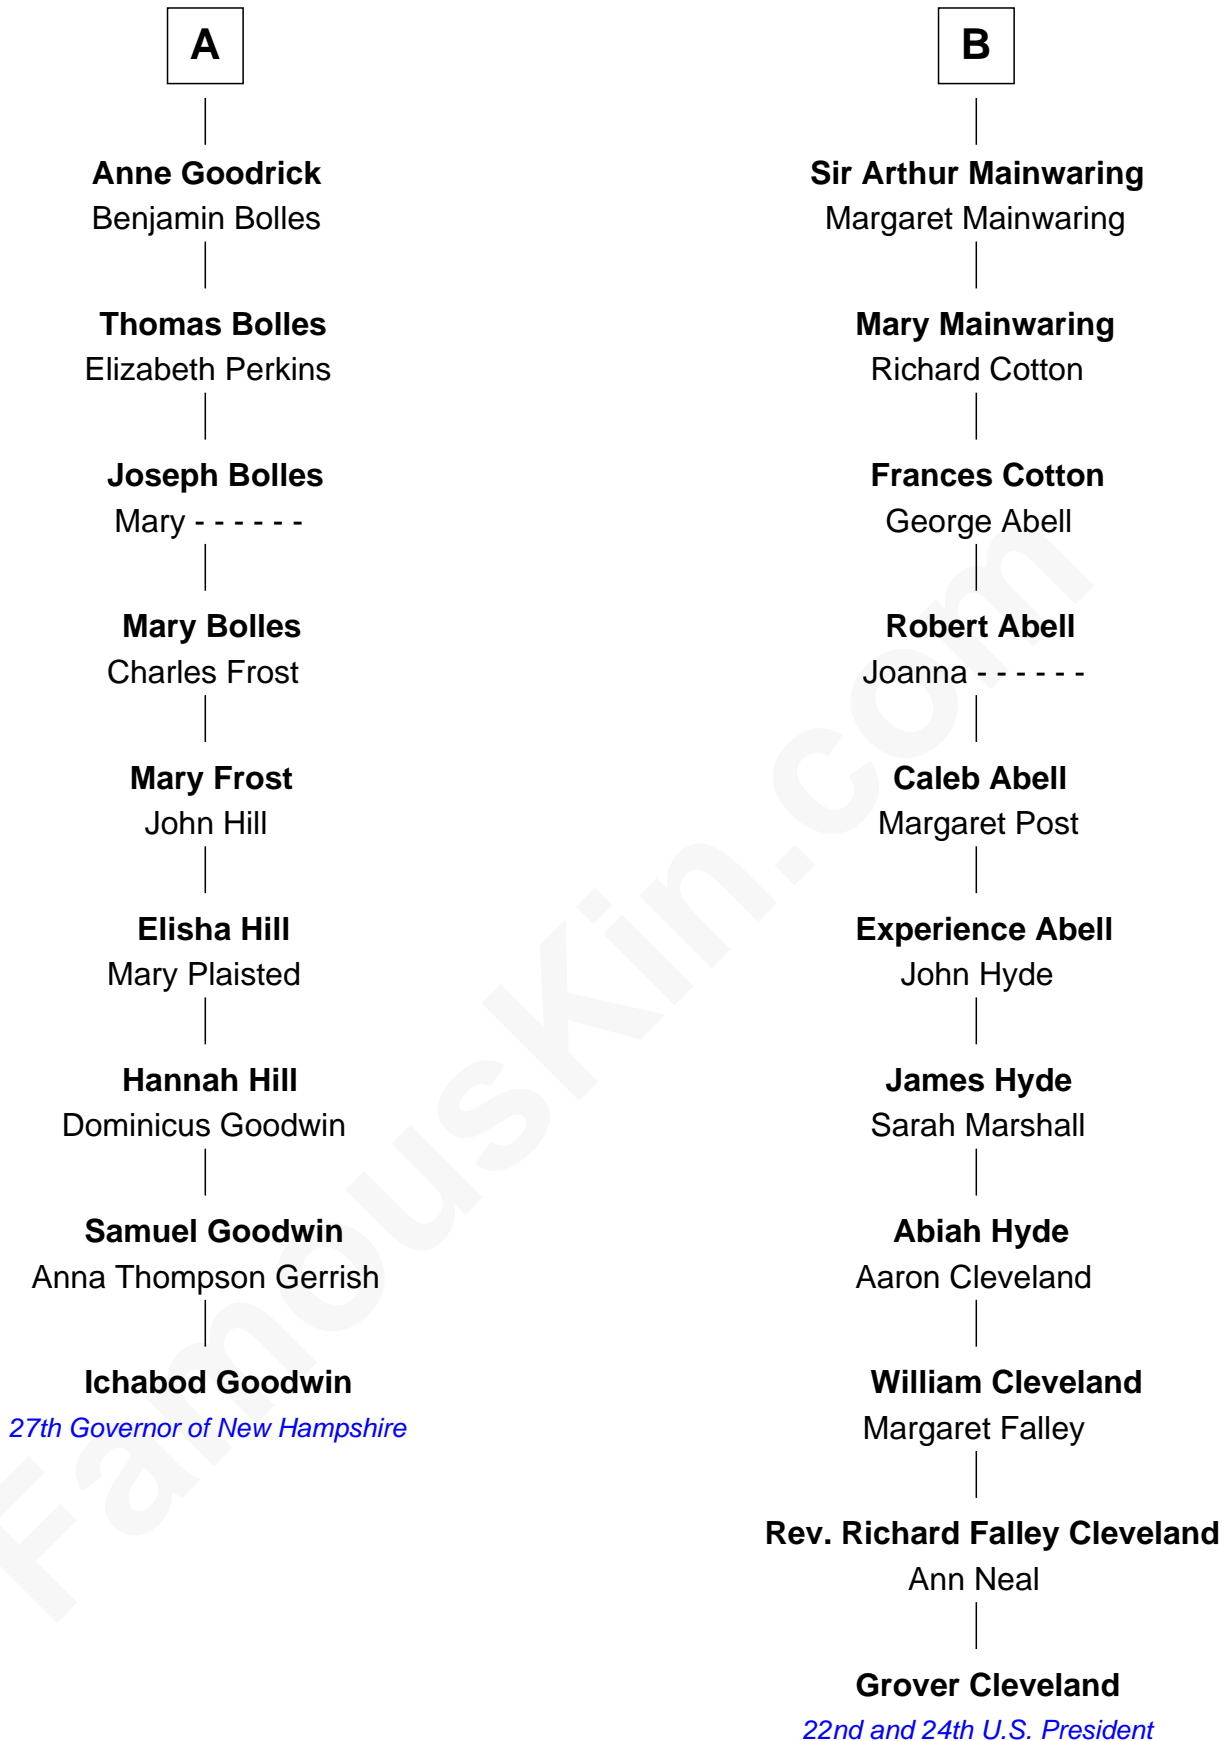 A
Anne Goodrick
Benjamin Bolles
Thomas Bolles
Elizabeth Perkins
Joseph Bolles
Mary - - - - - -
Mary Bolles
Charles Frost
Mary Frost
John Hill
Elisha Hill
Mary Plaisted
Hannah Hill
Dominicus Goodwin
Samuel Goodwin
Anna Thompson Gerrish
Ichabod Goodwin
27th Governor of New Hampshire
B
Sir Arthur Mainwaring
Margaret Mainwaring
Mary Mainwaring
Richard Cotton
Frances Cotton
George Abell
Robert Abell
Joanna - - - - - -
Caleb Abell
Margaret Post
Experience Abell
John Hyde
James Hyde
Sarah Marshall
Abiah Hyde
Aaron Cleveland
William Cleveland
Margaret Falley
Rev. Richard Falley Cleveland
Ann Neal
Grover Cleveland
22nd and 24th U.S. President
FamousKin.com